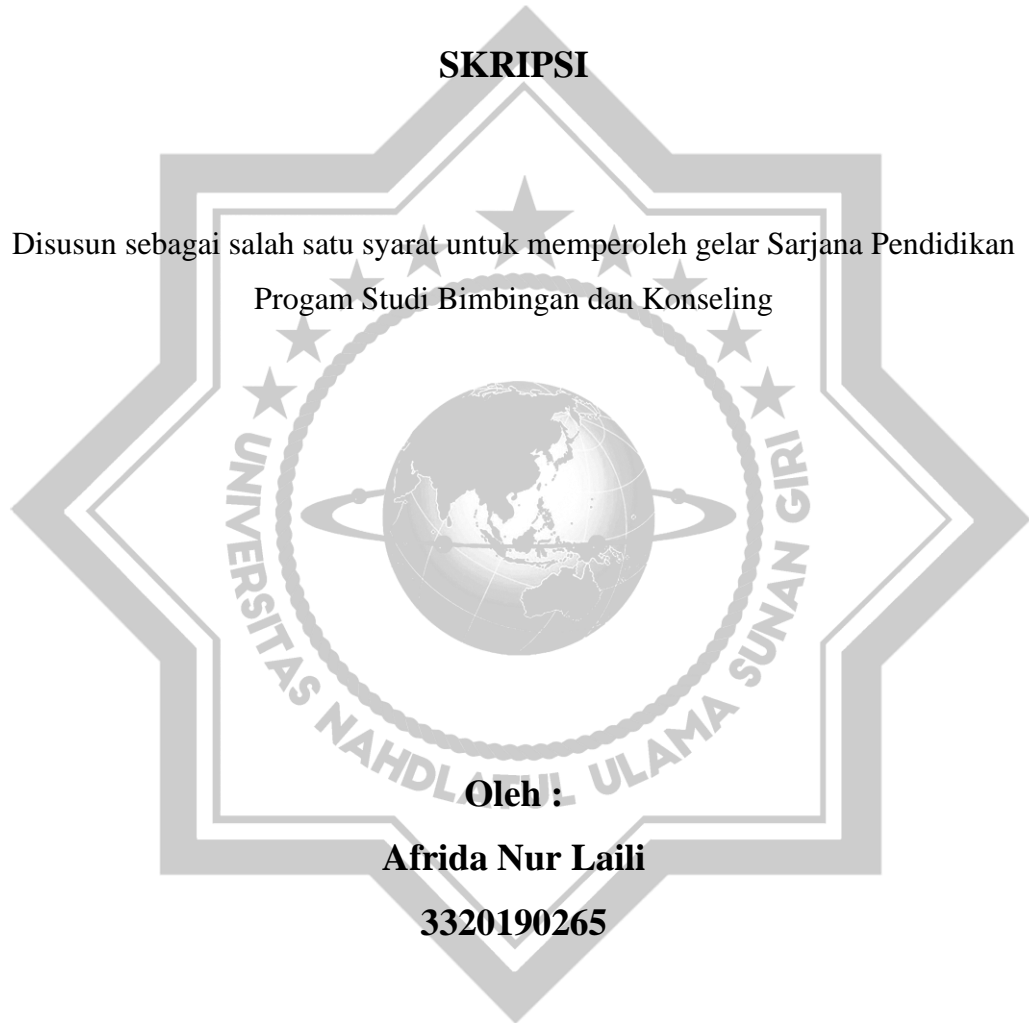 SKRIPSI
Disusun sebagai salah satu syarat untuk memperoleh gelar Sarjana Pendidikan
Progam Studi Bimbingan dan Konseling
UNIVERSITAS NAHDLATUL ULAMA SUNAN GIRI
Oleh :
Afrida Nur Laili
3320190265